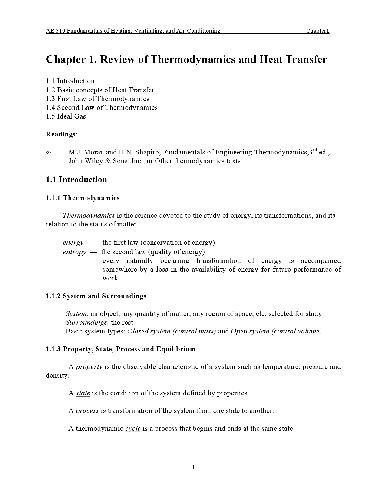 AE 310 Fundamentals of Heating, Ventilating, and Air-Conditioning Chapter 1
Chapter 1. Review of Thermodynamics and Heat Transfer
1.1 Introduction
1.2 Basic concepts of Heat Transfer
1.3 First Law of Thermodynamics
1.4 Second Law of Thermodynamics
1.5 Ideal Gas
Readings:
M.J. Moran and H.N. Shapiro, Fundamentals of Engineering Thermodynamics, 3rd ed.,
John Wiley & Sons, Inc. or Other thermodynamics texts
1.1 Introduction
1.1.1 Thermodynamics
Thermodynamics is the science devoted to the study of energy, its transformations, and its
relation to the status of matter.
energy — the first law (conservation of energy)
entropy — the second law (quality of energy)
every naturally occurring transformation of energy is accompanied
somewhere by a loss in the availability of energy for future performance of
work
1.1.2 System and Surroundings
System: an object, any quantity of matter, any region of space, etc. selected for study
Surroundings: the rest
Basic system types: Closed system (control mass) and Open system (control volume)
1.1.3 Property, State, Process and Equilibrium
A property is the observable characteristic of a system such as temperature, pressure and
density.
A state is the condition of the system defined by properties
A process is transformation of the system from one state to another.
A thermodynamic cycle is a process that begins and ends at the same state
1